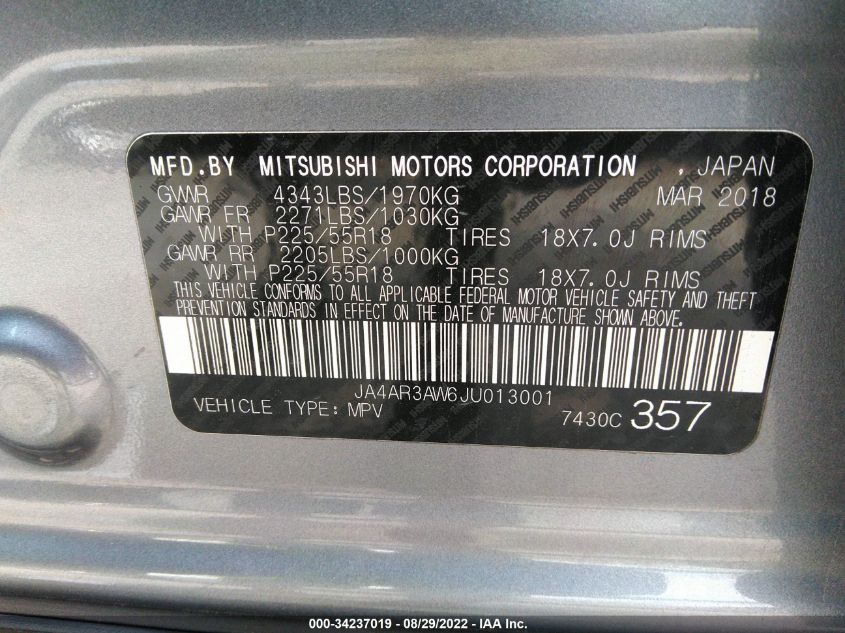 MFD.BY MITSUBISHI MOTORS CORPORATION , JAPAN
GVWR 4343LBS/1970KG MAR 2018
GAWR FR 2271LBS/1030KG
WITH P225/55R18 TIRES 18X7.0J RIMS
GAWR RR 2205LBS/1000KG
WITH P225/55R18 TIRES 18X7.0J RIMS
THIS VEHICLE CONFORMS TO ALL APPLICABLE FEDERAL MOTOR VEHICLE SAFETY AND THEFT
PREVENTION STANDARDS IN EFFECT ON THE DATE OF MANUFACTURE SHOWN ABOVE.
JA4AR3AW6JU013001
VEHICLE TYPE: MPV 7430C 357
000-34237019 - 08/29/2022 - IAA Inc.